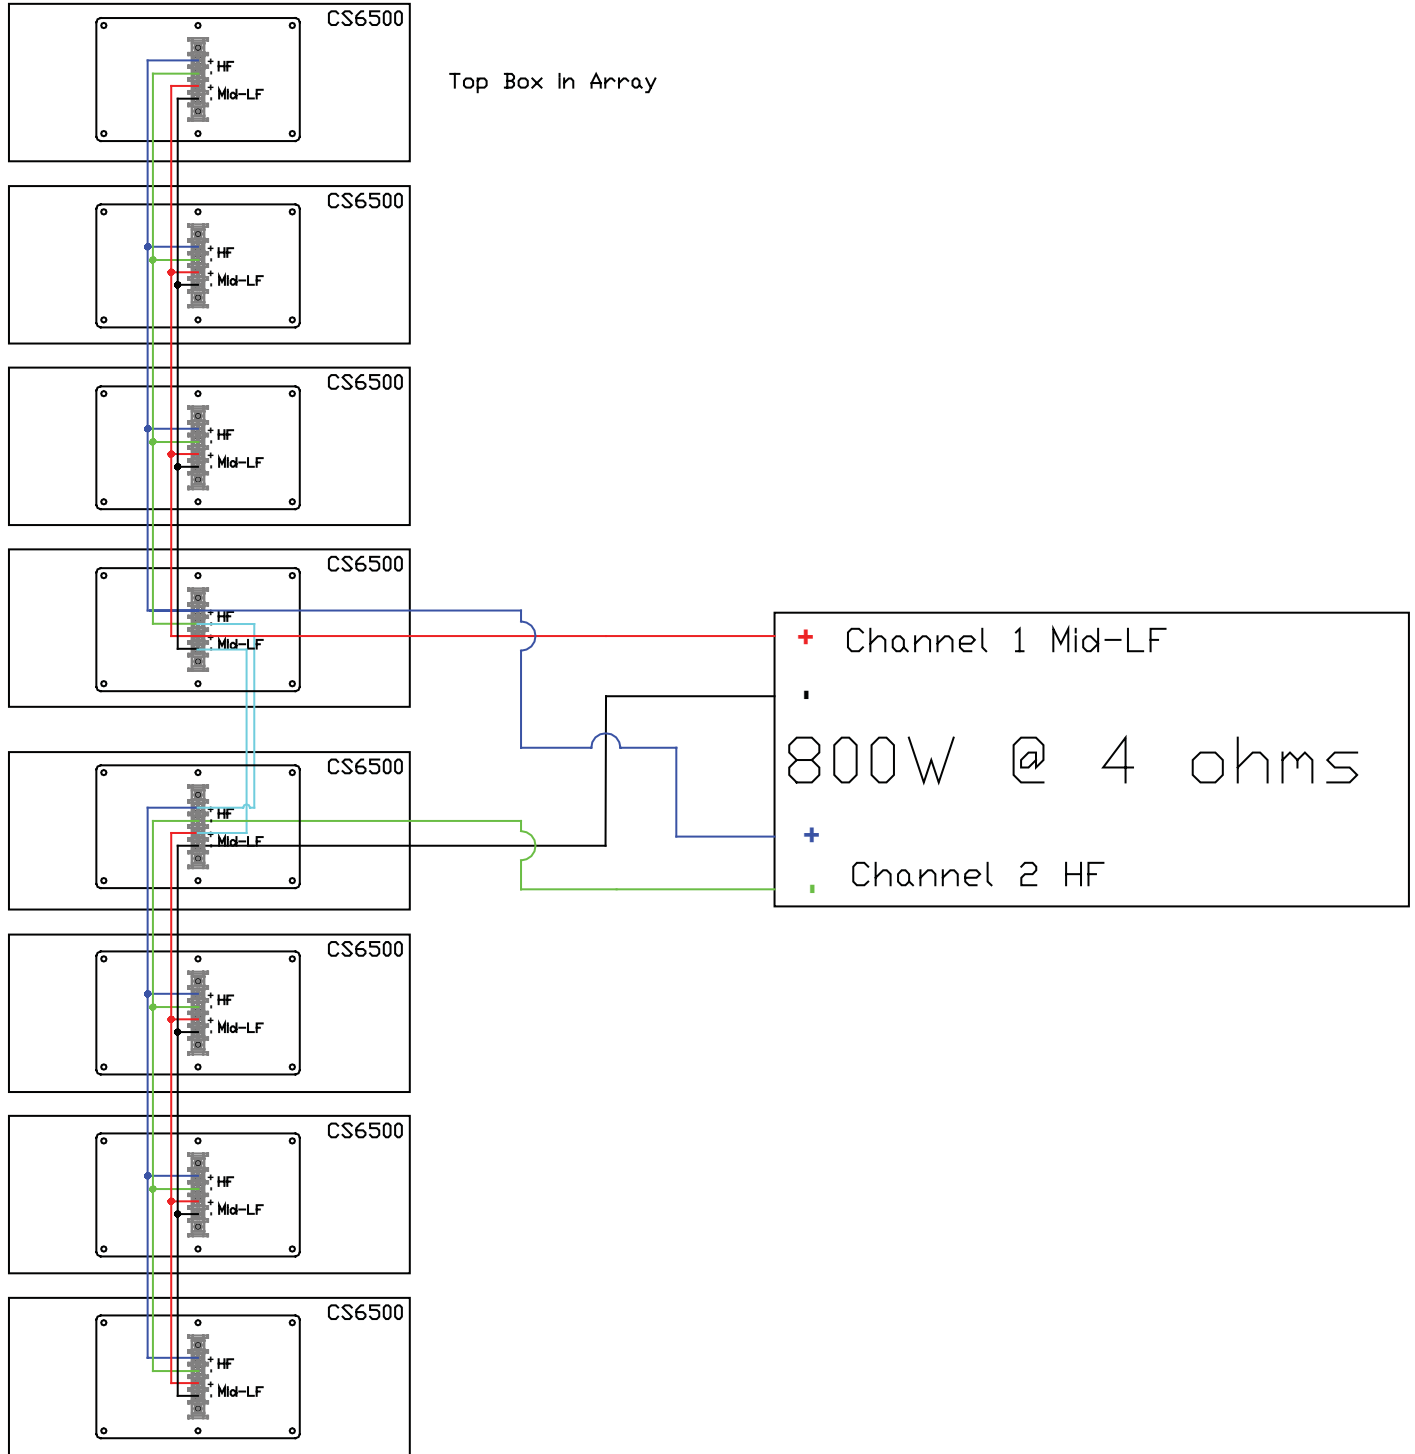 CS6500
+ HF
-
+ Mid-LF
-
Top Box In Array
CS6500
+ HF
-
+ Mid-LF
-
CS6500
+ HF
-
+ Mid-LF
-
CS6500
+ HF
-
+ Mid-LF
-
+ Channel 1 Mid-LF
-
800W @ 4 ohms
+
Channel 2 HF
-
CS6500
+ HF
-
+ Mid-LF
-
CS6500
+ HF
-
+ Mid-LF
-
CS6500
+ HF
-
+ Mid-LF
-
CS6500
+ HF
-
+ Mid-LF
-